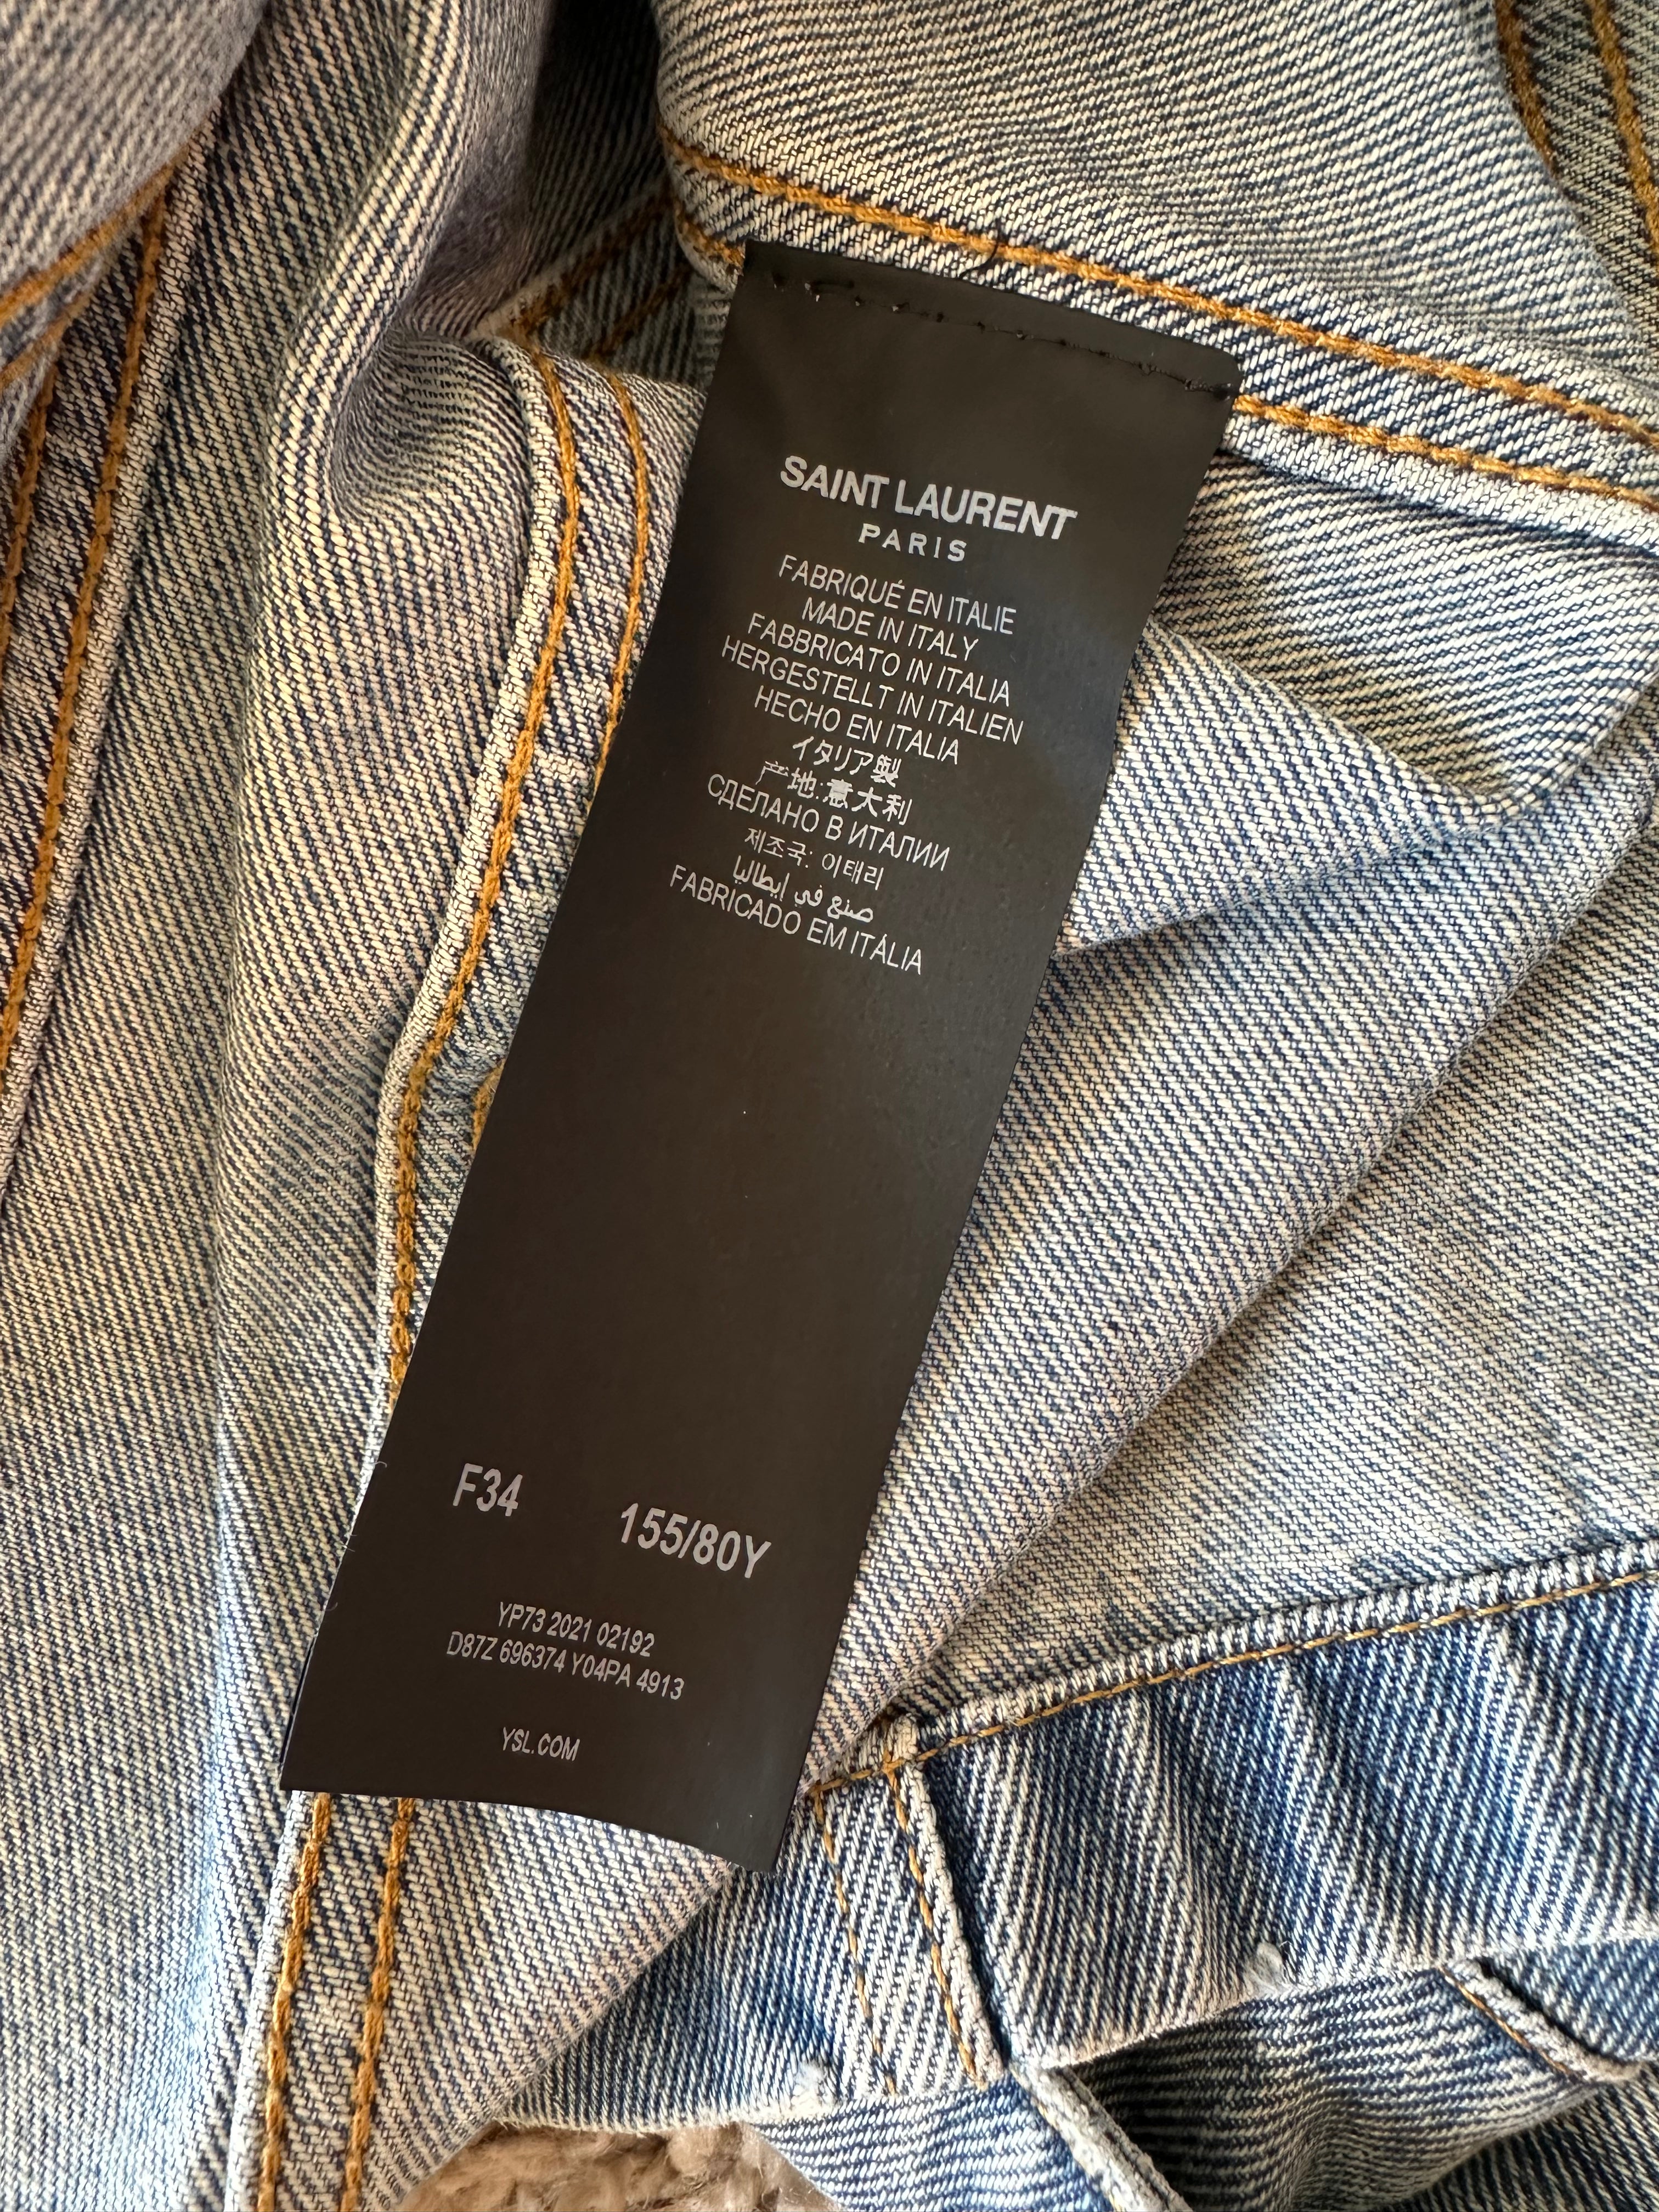 SAINT LAURENT
PARIS
FABRIQUÉ EN ITALIE
MADE IN ITALY
FABBRICATO IN ITALIA
HERGESTELLT IN ITALIEN
HECHO EN ITALIA
イタリア製
产地:意大利
СДЕЛАНО В ИТАЛИИ
제조국: 이태리
صنع في إيطاليا
FABRICADO EM ITÁLIA
F34 155/80Y
YP73 2021 02192
D87Z 696374 Y04PA 4913
YSL.COM